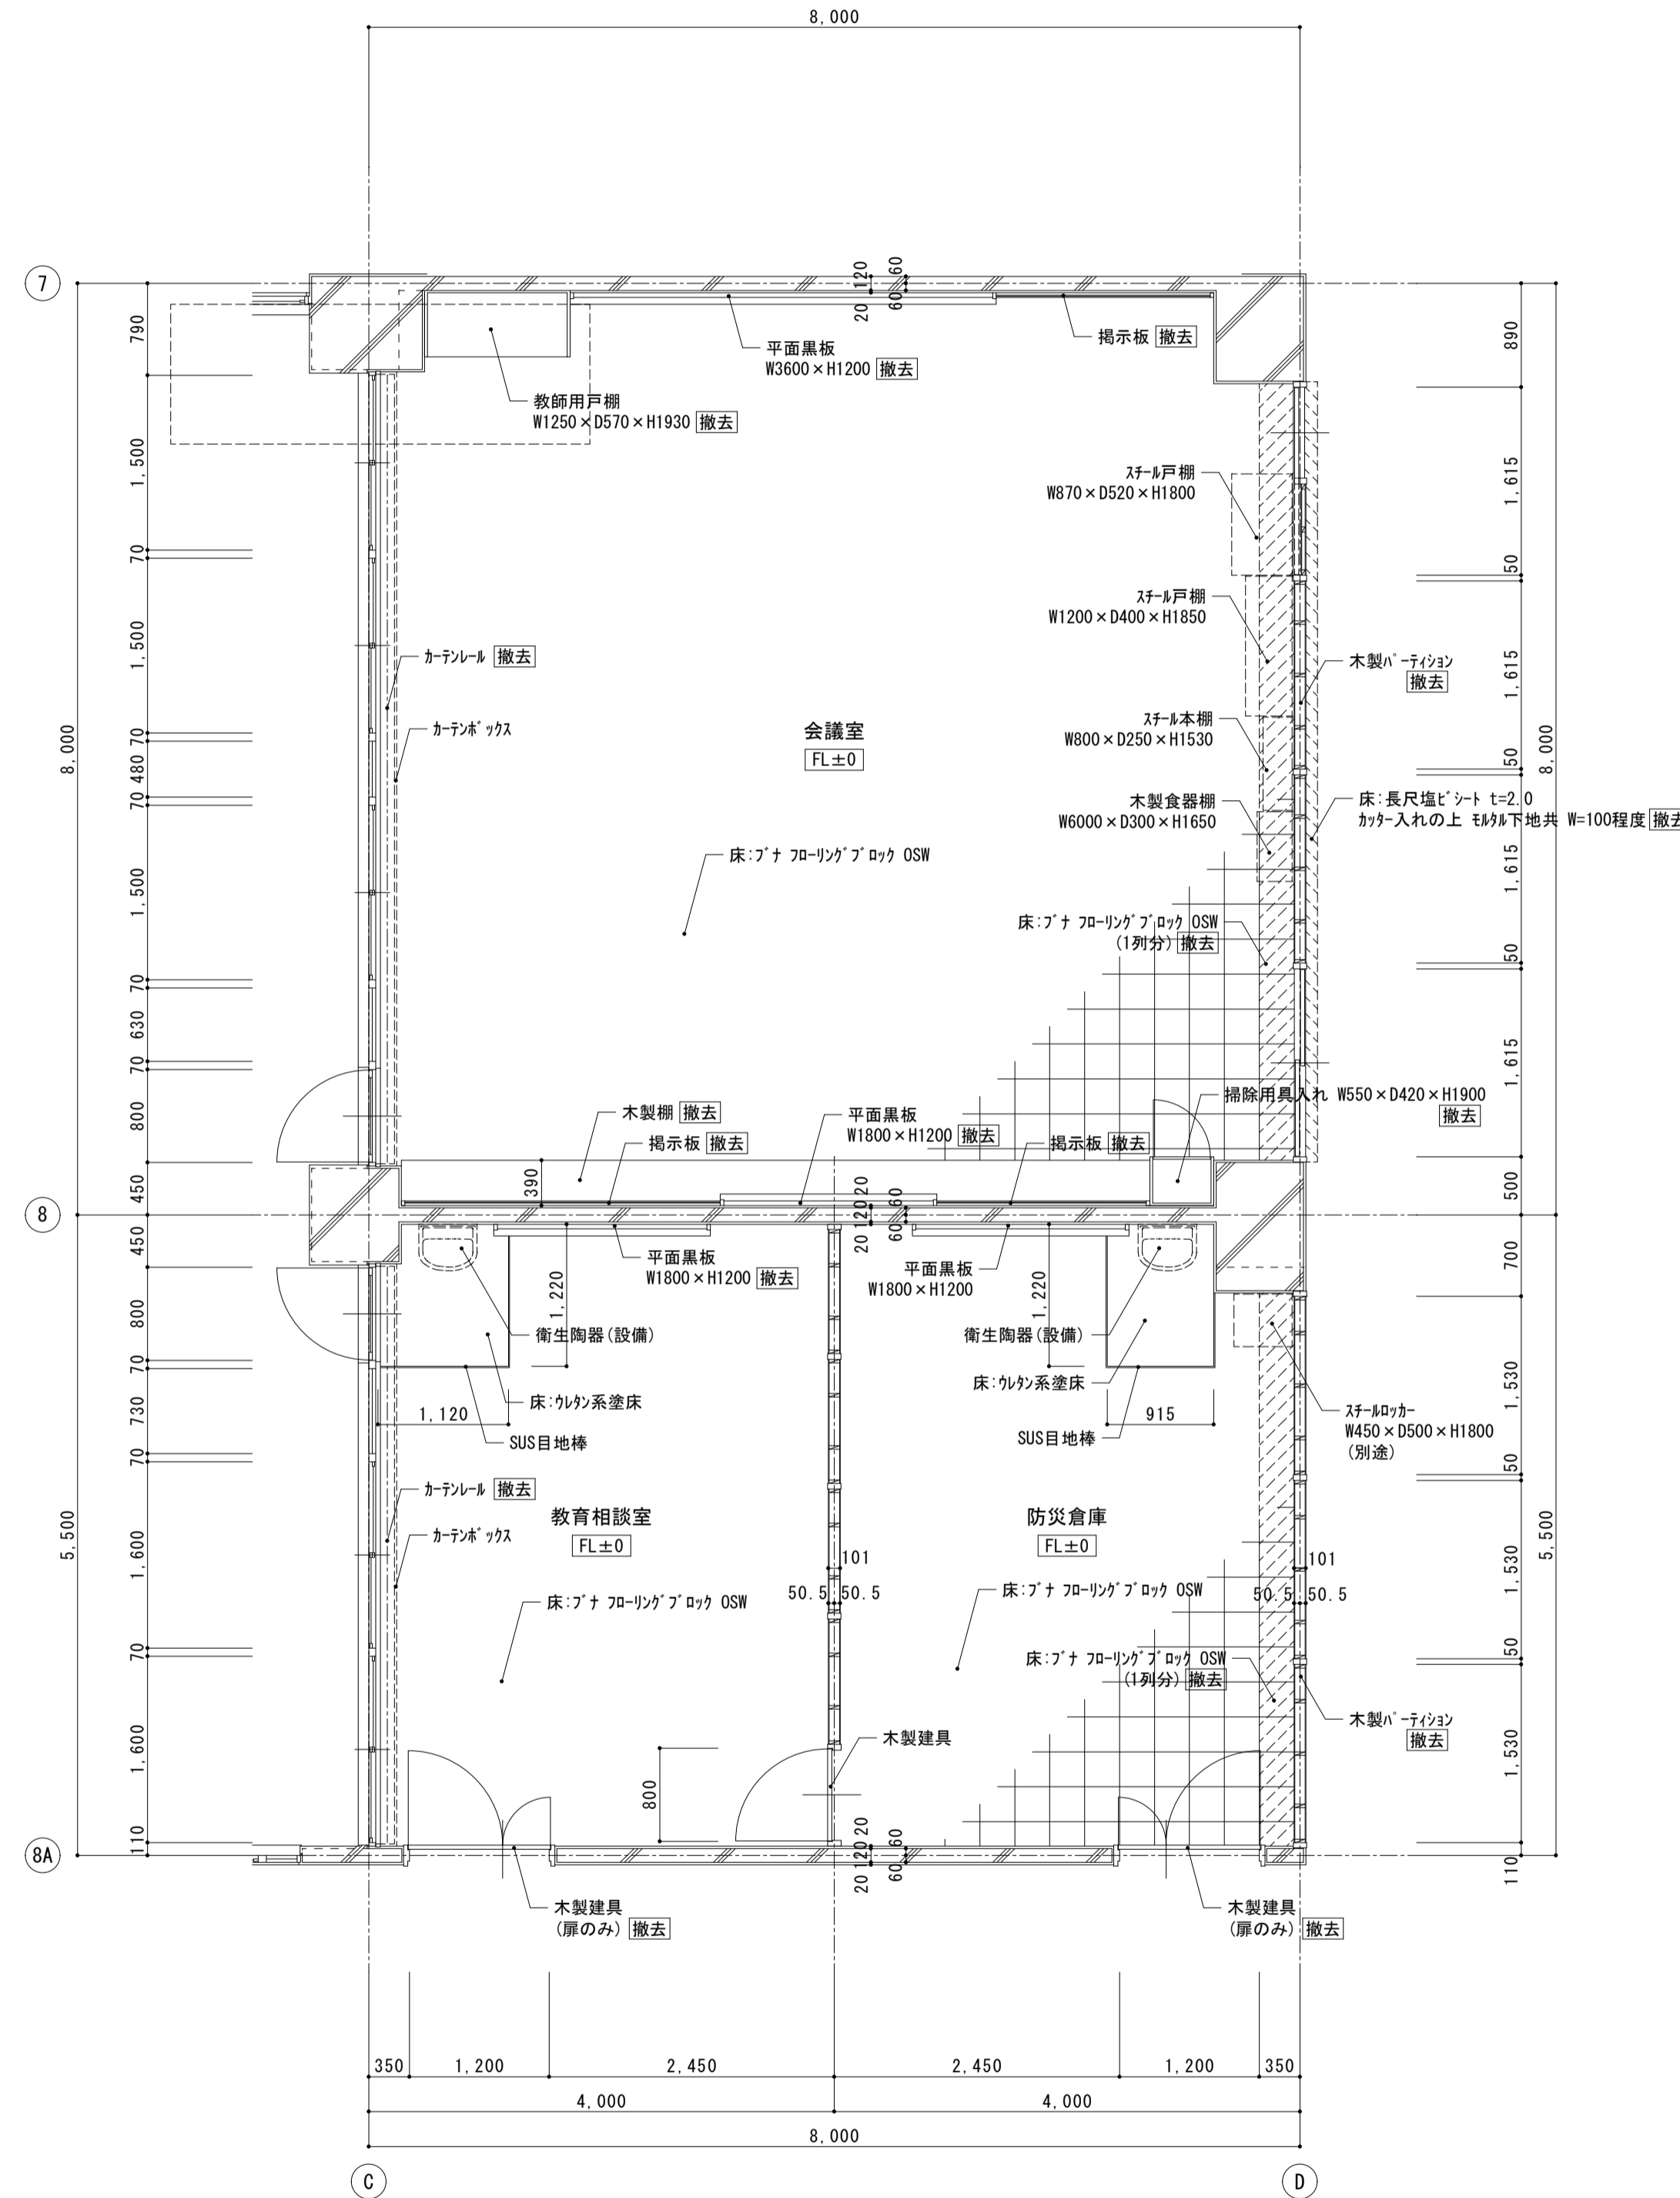 8,000
7
790
1,500
70
1,500
70
480
70
1,500
70
630
70
800
450
8,000
8
450
800
70
730
70
1,600
70
1,600
110
5,500
8A
20 120
60 60
平面黒板
W3600×H1200 撤去
掲示板 撤去
教師用戸棚
W1250×D570×H1930 撤去
スチール戸棚
W870×D520×H1800
スチール戸棚
W1200×D400×H1850
カーテンレール 撤去
カーテンボックス
会議室
FL±0
スチール本棚
W800×D250×H1530
木製食器棚
W6000×D300×H1650
木製パーティション
撤去
床:長尺塩ビシート t=2.0
カッター入れの上 モルタル下地共 W=100程度 撤去
床:ブナ フローリングブロック OSW
床:ブナ フローリングブロック OSW
(1列分) 撤去
掃除用具入れ W550×D420×H1900
撤去
木製棚 撤去
掲示板 撤去
平面黒板
W1800×H1200 撤去
掲示板 撤去
390
20 120 20
60 60
平面黒板
W1800×H1200 撤去
平面黒板
W1800×H1200
1,220
1,220
衛生陶器(設備)
衛生陶器(設備)
床:ウレタン系塗床
床:ウレタン系塗床
1,120
915
SUS目地棒
SUS目地棒
スチールロッカー
W450×D500×H1800
(別途)
カーテンレール 撤去
カーテンボックス
教育相談室
FL±0
防災倉庫
FL±0
101
50.5 50.5
101
50.5 50.5
床:ブナ フローリングブロック OSW
床:ブナ フローリングブロック OSW
床:ブナ フローリングブロック OSW
(1列分) 撤去
木製パーティション
撤去
木製建具
800
20 120 20
60 60
木製建具
(扉のみ) 撤去
木製建具
(扉のみ) 撤去
890
1,615
50
1,615
50
1,615
50
1,615
500
8,000
700
1,530
50
1,530
50
1,530
110
5,500
350
1,200
2,450
2,450
1,200
350
4,000
4,000
8,000
C
D